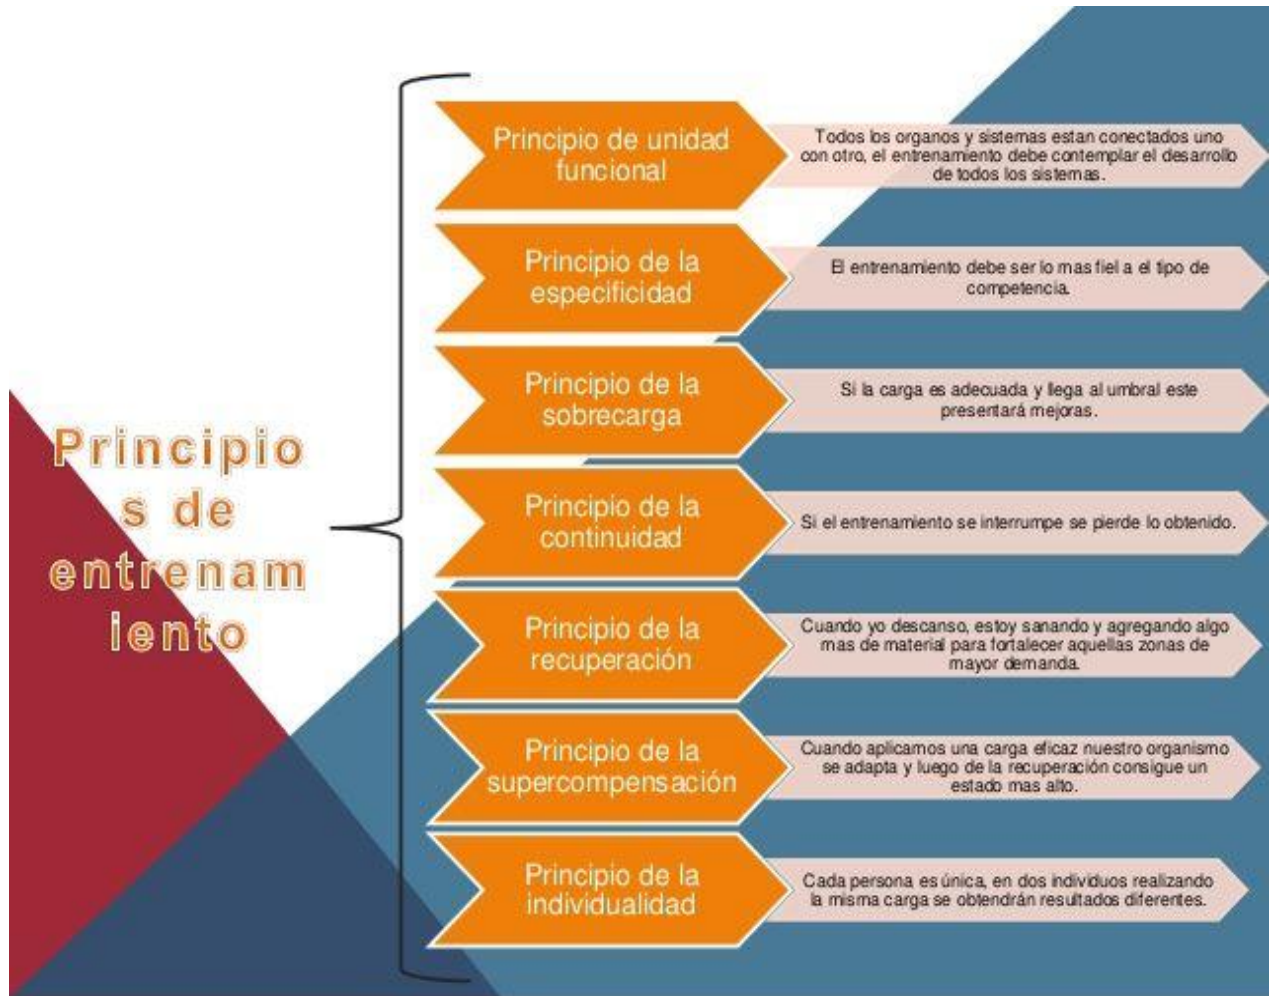 Principio
s de
entrenam
iento
Principio de unidad
funcional
Todos los organos y sistemas estan conectados uno
con otro, el entrenamiento debe contemplar el desarrollo
de todos los sistemas.
Principio de la
especificidad
El entrenamiento debe ser lo mas fiel a el tipo de
competencia.
Principio de la
sobrecarga
Si la carga es adecuada y llega al umbral este
presentará mejoras.
Principio de la
continuidad
Si el entrenamiento se interrumpe se pierde lo obtenido.
Principio de la
recuperación
Cuando yo descanso, estoy sanando y agregando algo
mas de material para fortalecer aquellas zonas de
mayor demanda.
Principio de la
supercompensación
Cuando aplicamos una carga eficaz nuestro organismo
se adapta y luego de la recuperación consigue un
estado mas alto.
Principio de la
individualidad
Cada persona es única, en dos individuos realizando
la misma carga se obtendrán resultados diferentes.